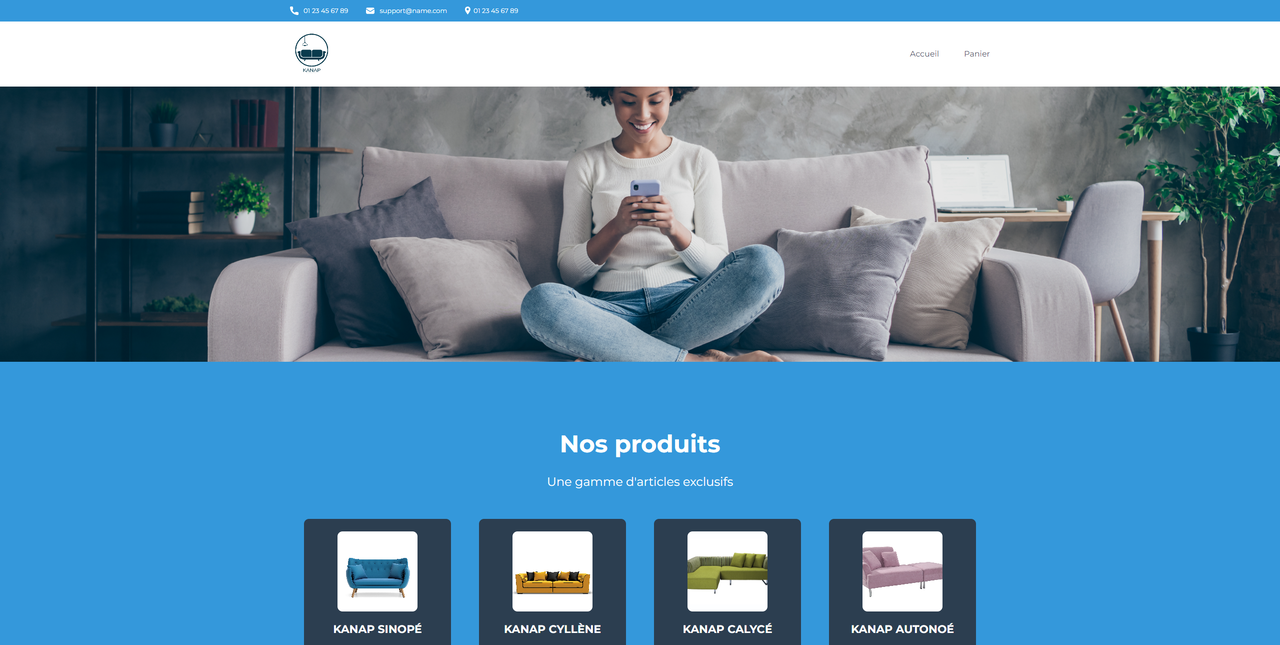 01 23 45 67 89 support@name.com 01 23 45 67 89
KANAP
Accueil Panier
Nos produits
Une gamme d'articles exclusifs
KANAP SINOPÉ KANAP CYLLÈNE KANAP CALYCÉ KANAP AUTONOÉ